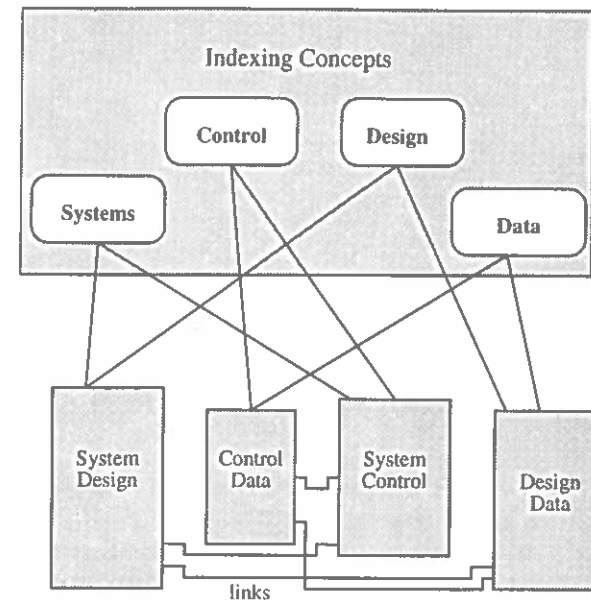 Indexing Concepts
Control
Design
Systems
Data
System
Design
Control
Data
System
Control
Design
Data
links